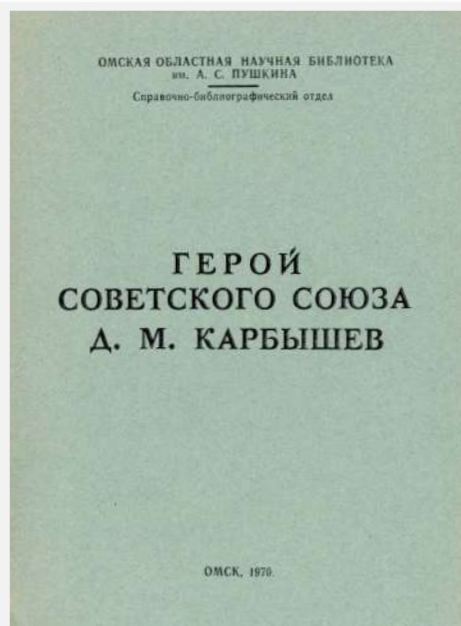 ОМСКАЯ ОБЛАСТНАЯ НАУЧНАЯ БИБЛИОТЕКА
им. А. С. ПУШКИНА
Справочно-библиографический отдел
ГЕРОЙ
СОВЕТСКОГО СОЮЗА
Д. М. КАРБЫШЕВ
ОМСК, 1970.